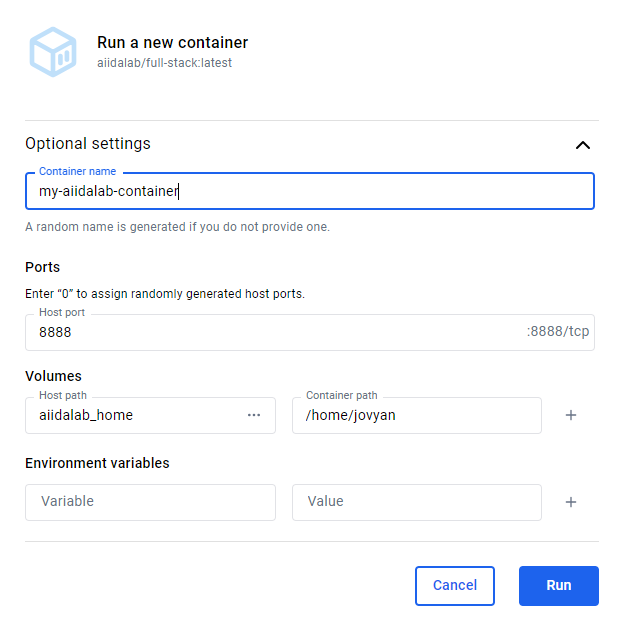 Run a new container
aiidalab/full-stack:latest
Optional settings
Container name
my-aiidalab-container
A random name is generated if you do not provide one.
Ports
Enter “0” to assign randomly generated host ports.
Host port
8888 :8888/tcp
Volumes
Host path Container path
aiidalab_home ··· /home/jovyan +
Environment variables
Variable Value +
Cancel Run